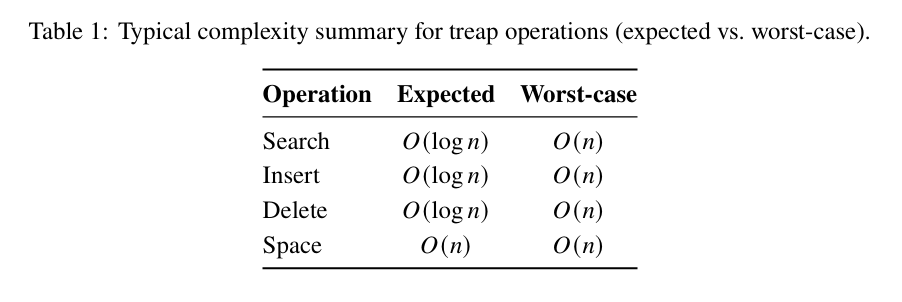 Table 1: Typical complexity summary for treap operations (expected vs. worst-case).
Operation Expected Worst-case
Search O(log n) O(n)
Insert O(log n) O(n)
Delete O(log n) O(n)
Space O(n) O(n)